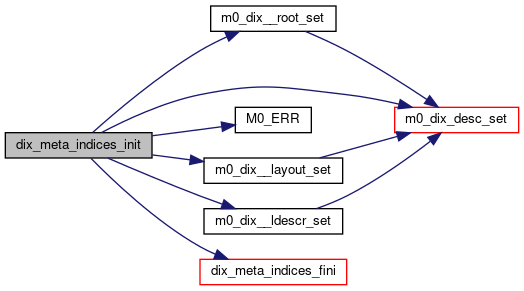 m0_dix__root_set
m0_dix_desc_set
M0_ERR
dix_meta_indices_init
m0_dix__layout_set
m0_dix__ldescr_set
dix_meta_indices_fini